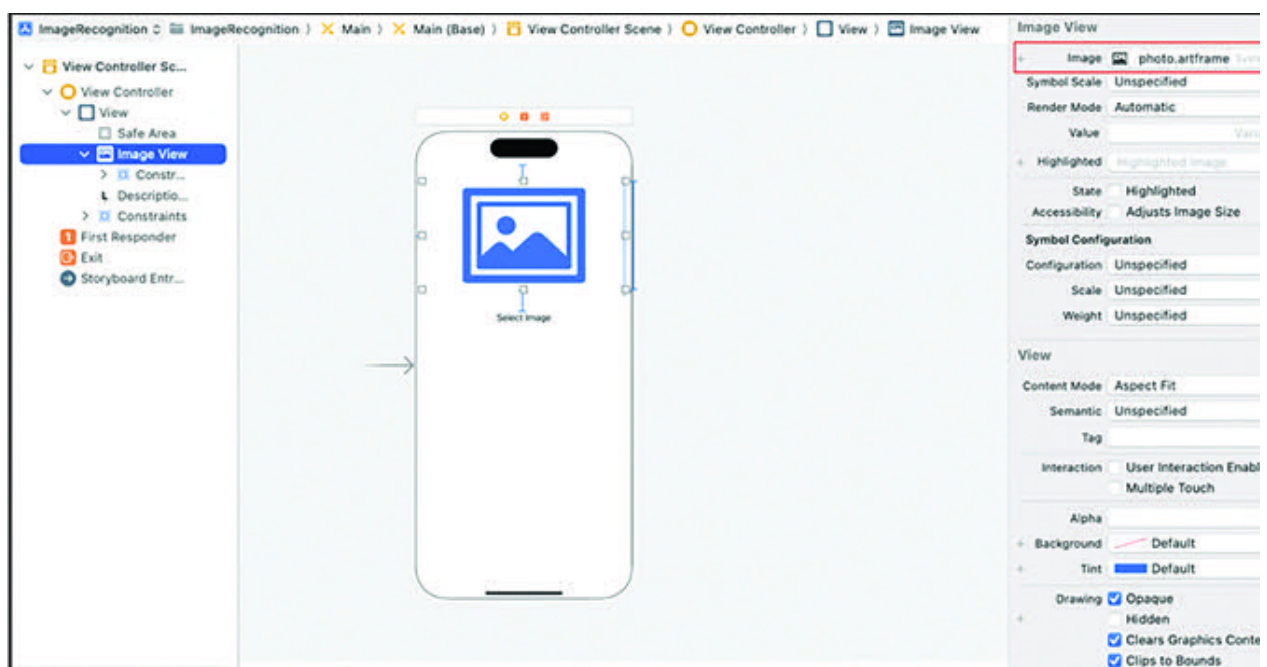 ImageRecognition ImageRecognition Main Main (Base) View Controller Scene View Controller View Image View
View Controller Sc...
View Controller
View
Safe Area
Image View
Constr...
L Descriptio...
Constraints
1 First Responder
Exit
Storyboard Entr...
Select Image
Image View
Image photo.artframe
Symbol Scale Unspecified
Render Mode Automatic
Value
Highlighted Highlighted Image
State Highlighted
Accessibility Adjusts Image Size
Symbol Configuration
Configuration Unspecified
Scale Unspecified
Weight Unspecified
View
Content Mode Aspect Fit
Semantic Unspecified
Tag
Interaction User Interaction Enabl
Multiple Touch
Alpha
Background Default
Tint Default
Drawing Opaque
Hidden
Clears Graphics Conte
Clips to Bounds